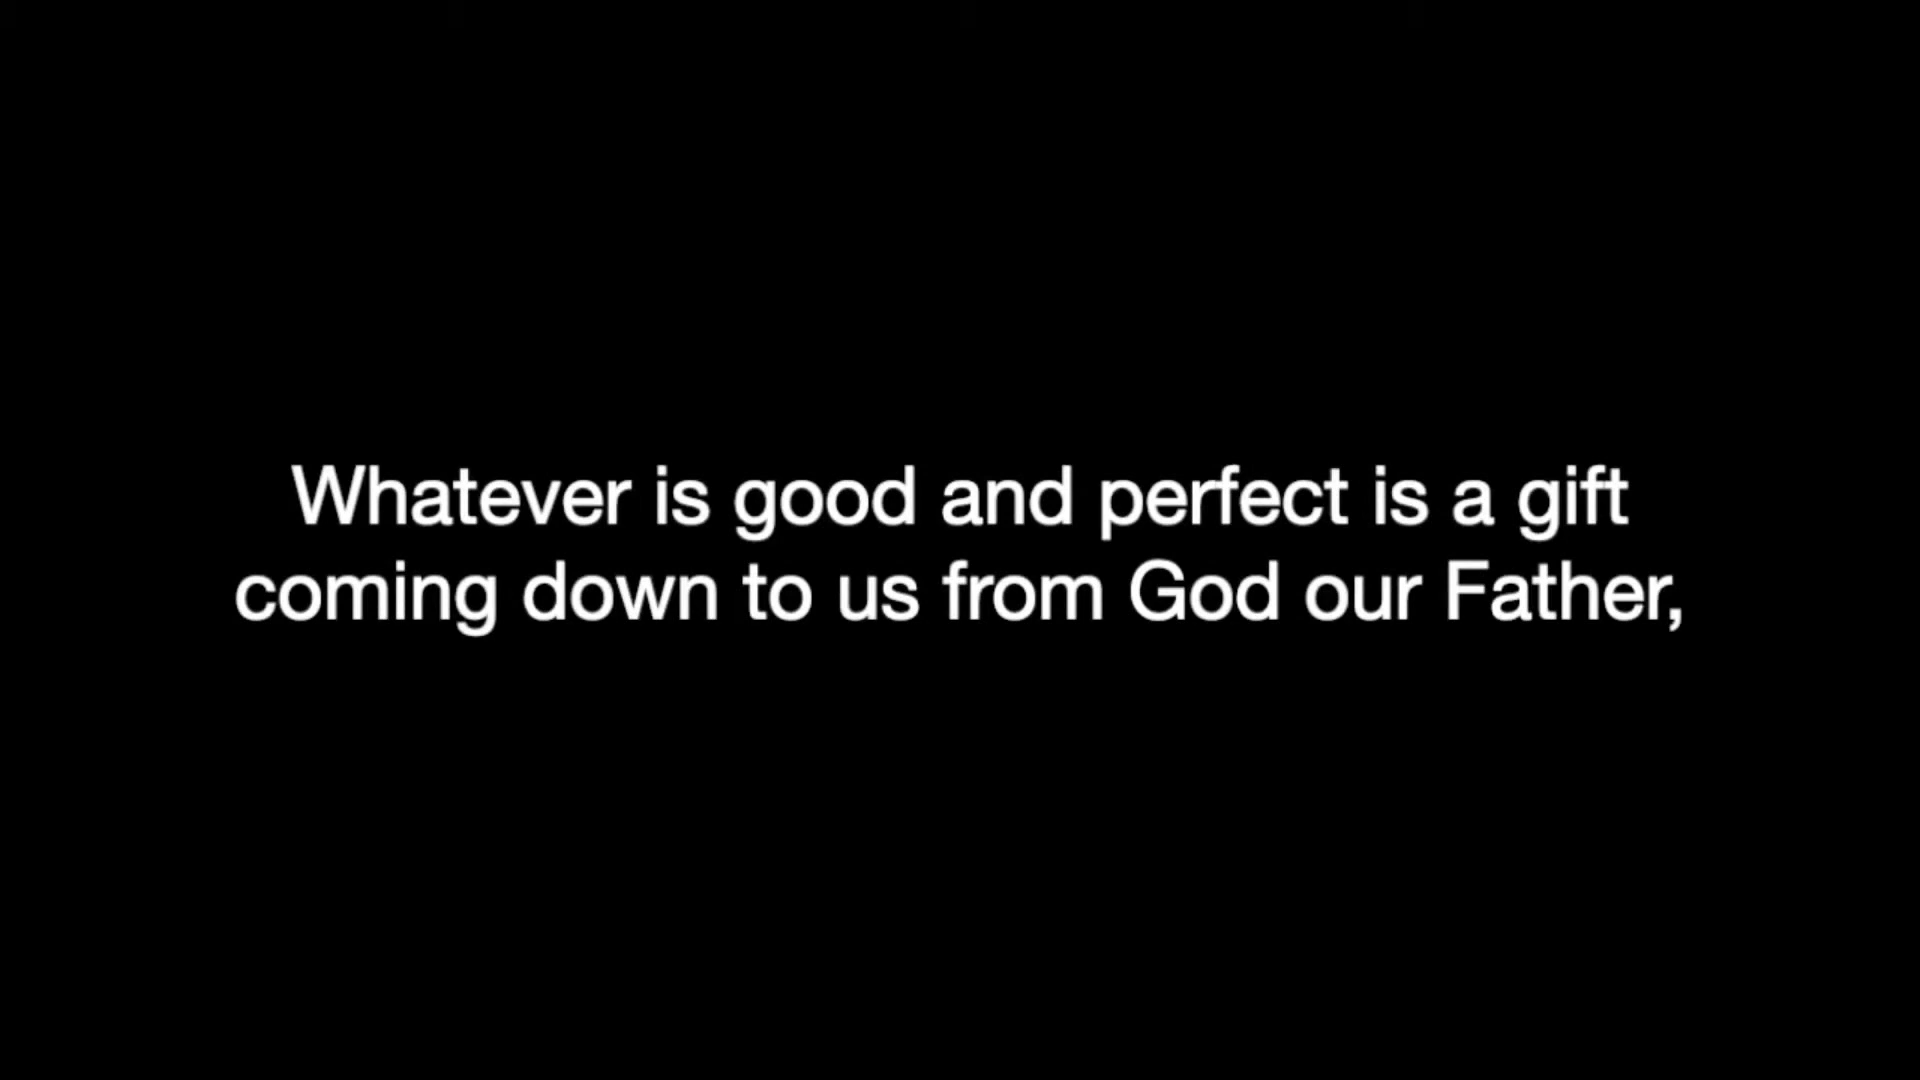 Whatever is good and perfect is a gift
coming down to us from God our Father,